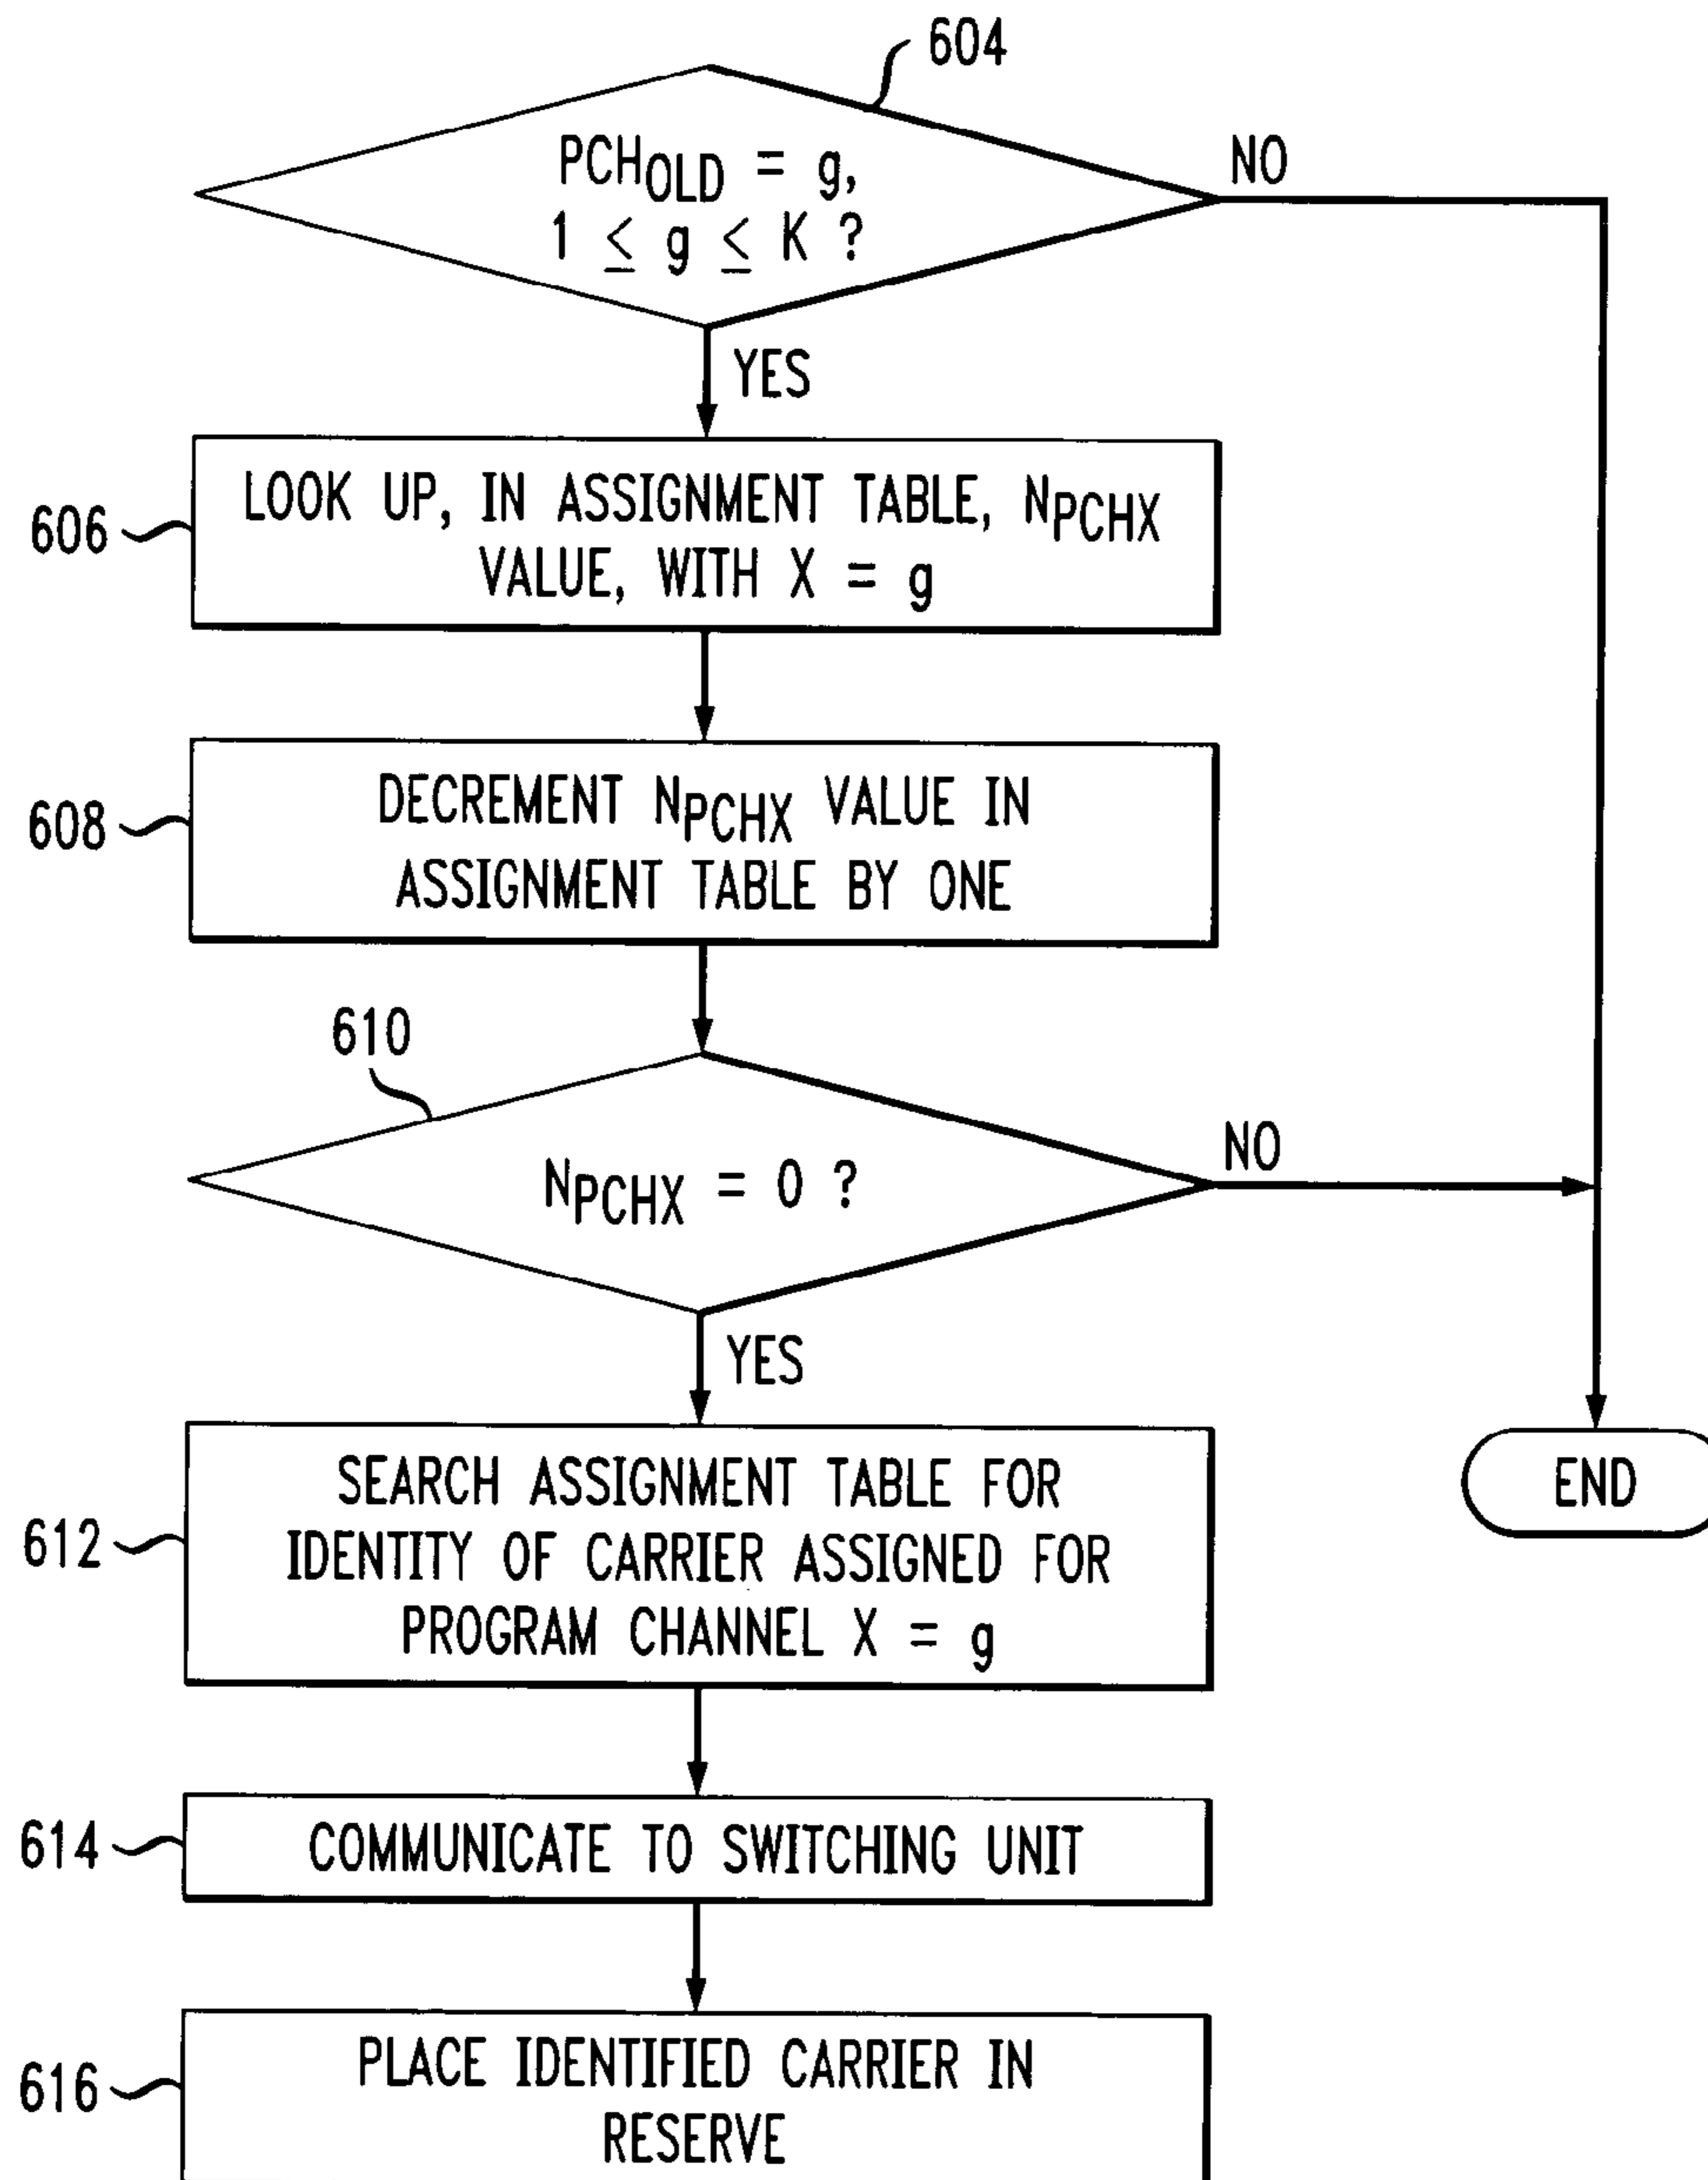 604
PCHOLD = g,
1 ≤ g ≤ K ?
NO
YES
606
LOOK UP, IN ASSIGNMENT TABLE, NPCHX
VALUE, WITH X = g
608
DECREMENT NPCHX VALUE IN
ASSIGNMENT TABLE BY ONE
610
NPCHX = 0 ?
NO
YES
END
612
SEARCH ASSIGNMENT TABLE FOR
IDENTITY OF CARRIER ASSIGNED FOR
PROGRAM CHANNEL X = g
614
COMMUNICATE TO SWITCHING UNIT
616
PLACE IDENTIFIED CARRIER IN
RESERVE